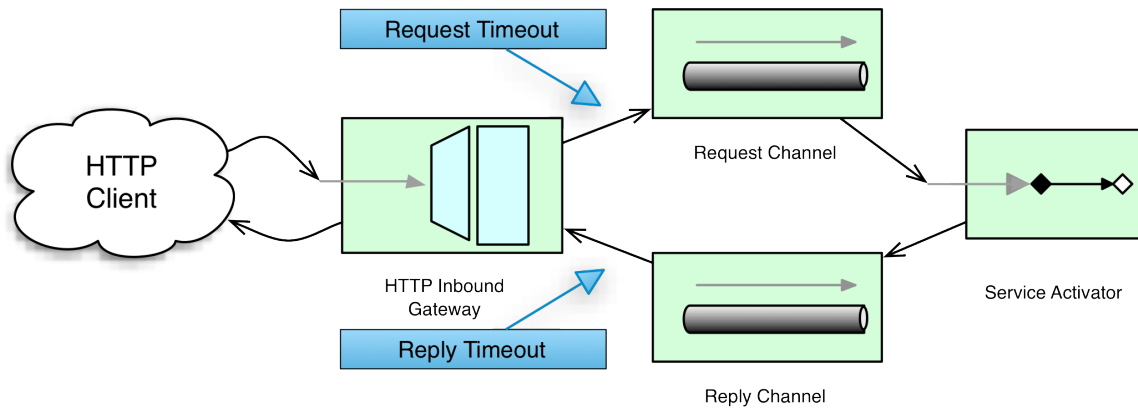 Request Timeout
HTTP
Client
Request Channel
HTTP Inbound
Gateway
Service Activator
Reply Timeout
Reply Channel